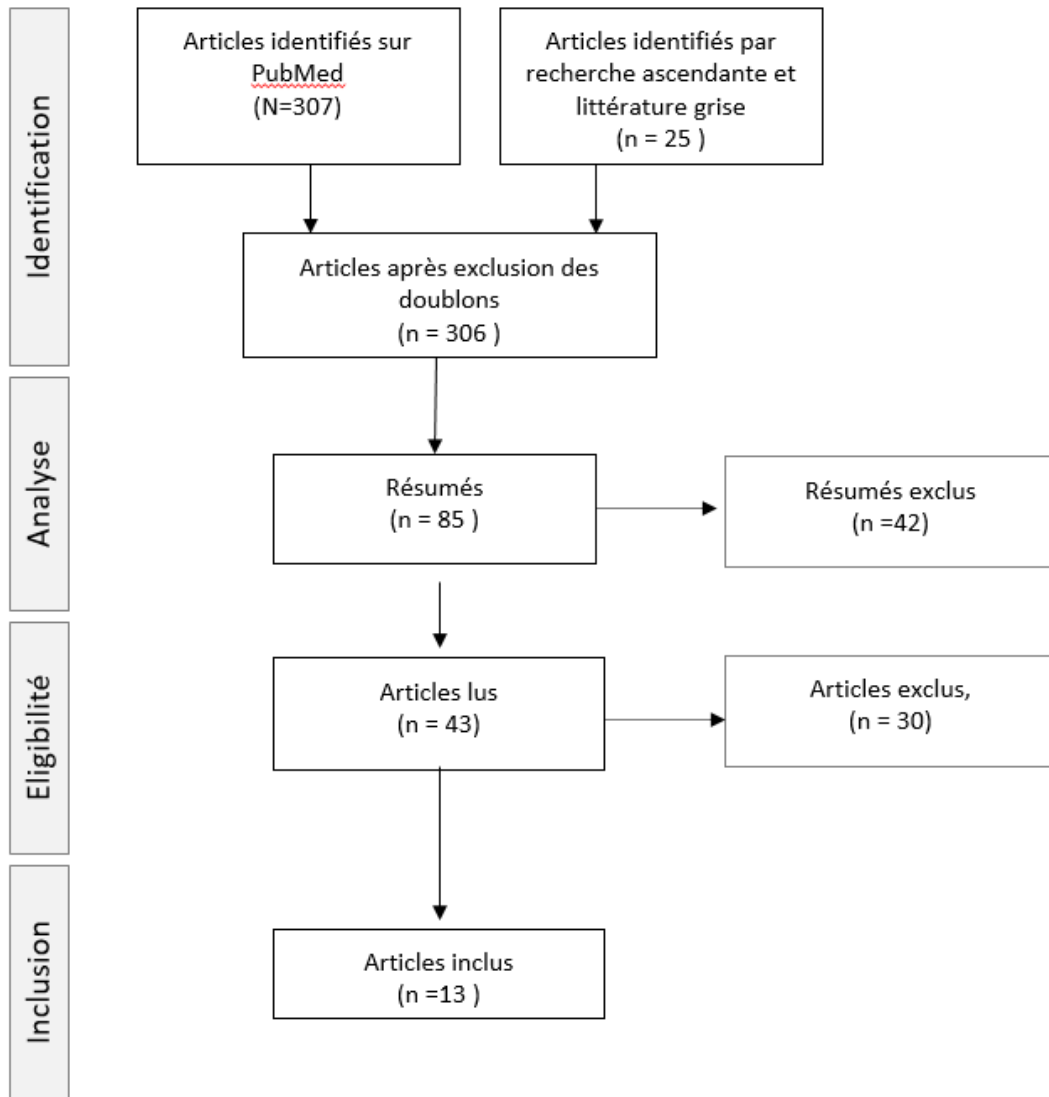 Identification
Articles identifiés sur
PubMed
(N=307)
Articles identifiés par
recherche ascendante et
littérature grise
(n = 25 )
Articles après exclusion des
doublons
(n = 306 )
Analyse
Résumés
(n = 85 )
Résumés exclus
(n =42)
Eligibilité
Articles lus
(n = 43)
Articles exclus,
(n = 30)
Inclusion
Articles inclus
(n =13 )